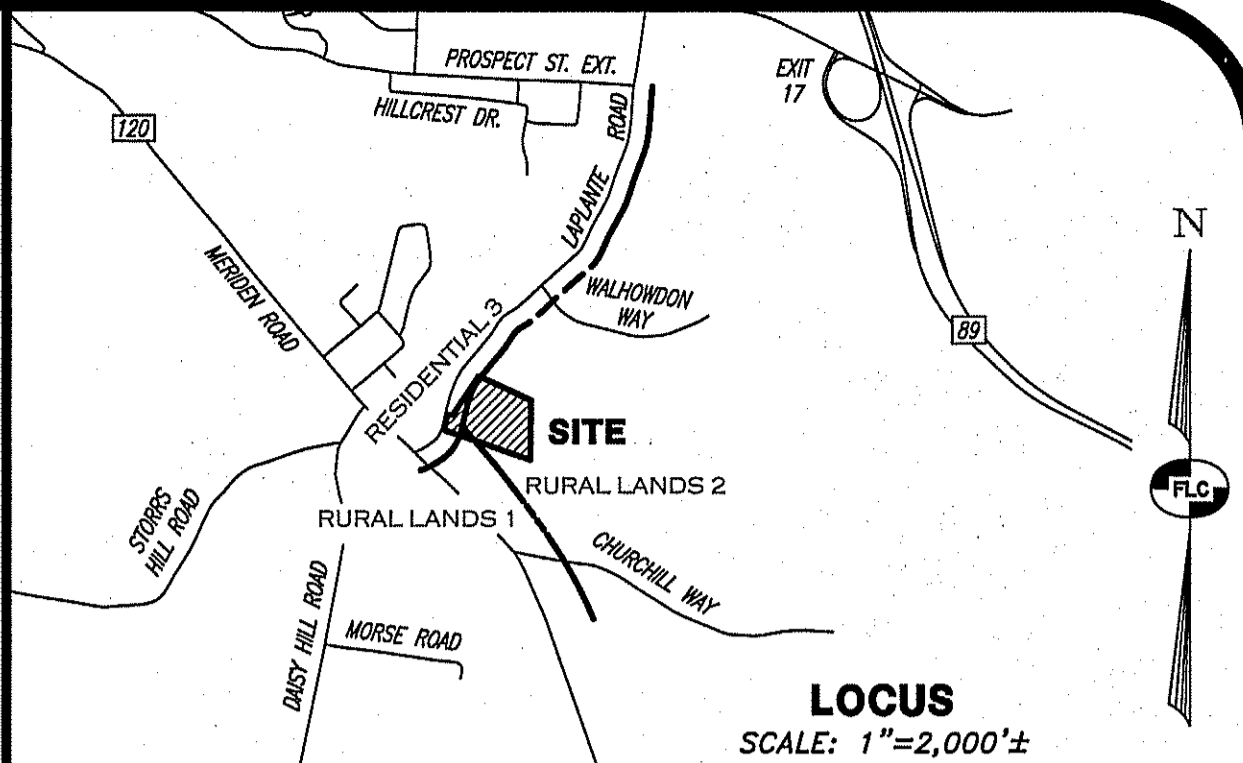 PROSPECT ST. EXT.
EXIT
17
HILLCREST DR.
ROAD
120
LAPLANTE
N
MERIDEN ROAD
WALHOWDON
WAY
89
RESIDENTIAL 3
SITE
RURAL LANDS 2
FLC
STORRS
HILL ROAD
RURAL LANDS 1
CHURCHILL WAY
DAISY HILL ROAD
MORSE ROAD
LOCUS
SCALE: 1"=2,000'±